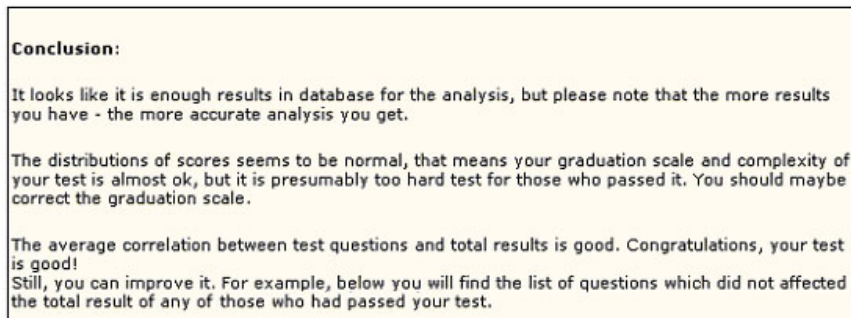 Conclusion:
It looks like it is enough results in database for the analysis, but please note that the more results
you have - the more accurate analysis you get.
The distributions of scores seems to be normal, that means your graduation scale and complexity of
your test is almost ok, but it is presumably too hard test for those who passed it. You should maybe
correct the graduation scale.
The average correlation between test questions and total results is good. Congratulations, your test
is good!
Still, you can improve it. For example, below you will find the list of questions which did not affected
the total result of any of those who had passed your test.